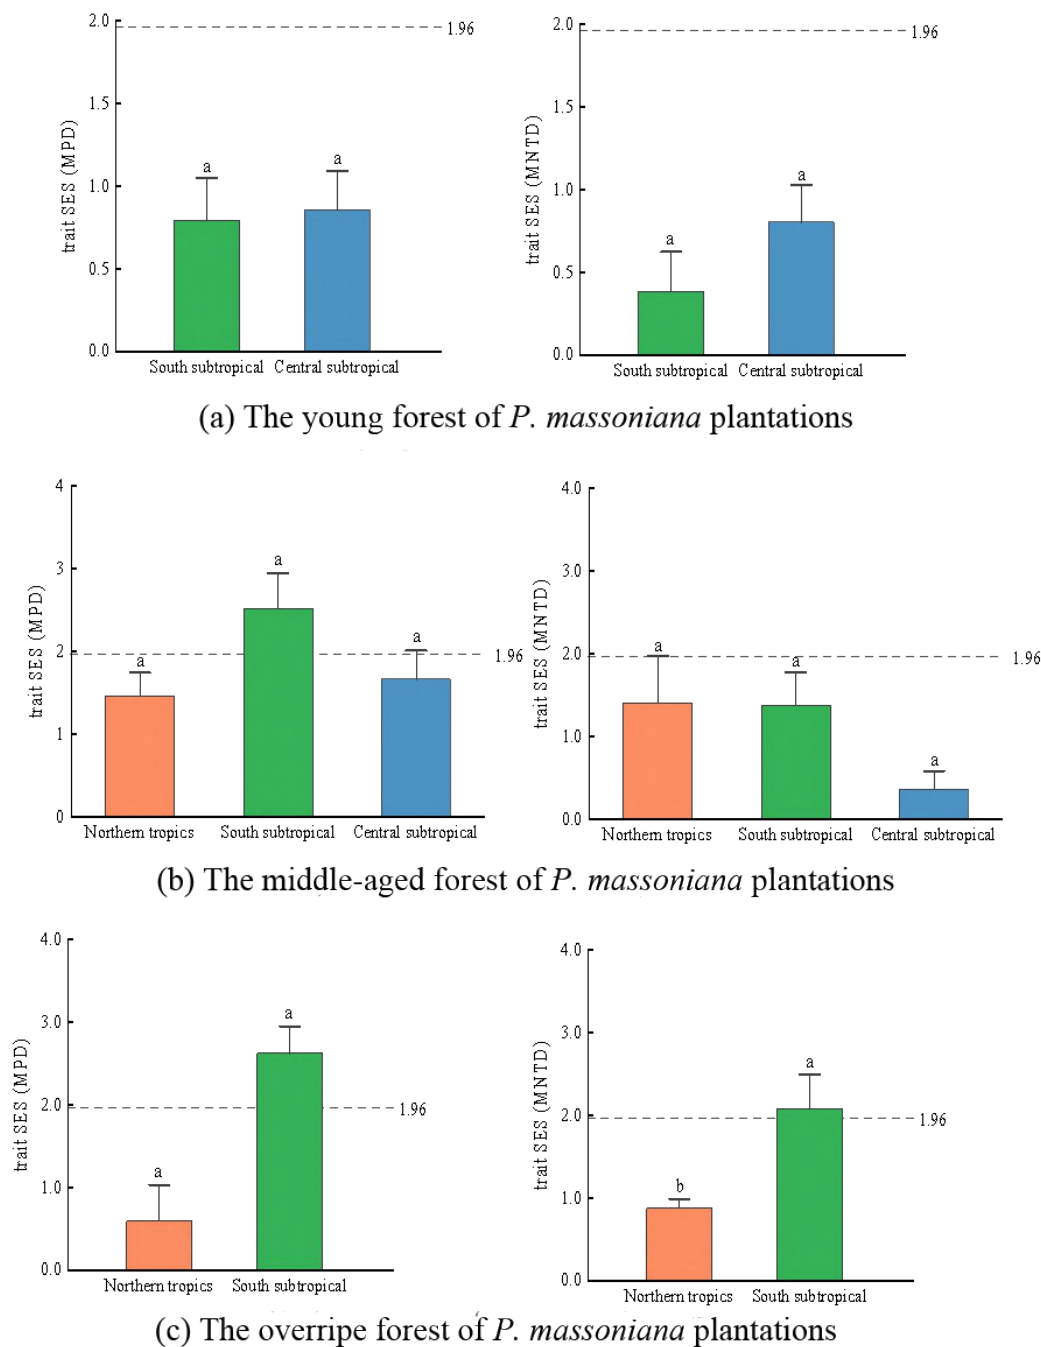 2.0
1.96
1.5
a
a
1.0
0.5
0.0
trait SES (MPD)
South subtropical
Central subtropical
2.0
1.96
1.5
a
1.0
a
0.5
0.0
trait SES (MNTD)
South subtropical
Central subtropical
(a) The young forest of P. massoniana plantations
4
3
a
2
a
a
1.96
1
0
trait SES (MPD)
Northern tropics
South subtropical
Central subtropical
4.0
3.0
2.0
a
a
1.96
1.0
a
0.0
trait SES (MNTD)
Northern tropics
South subtropical
Central subtropical
(b) The middle-aged forest of P. massoniana plantations
4.0
3.0
a
2.0
1.96
1.0
a
0.0
trait SES (MPD)
Northern tropics
South subtropical
4.0
3.0
a
2.0
1.96
1.0
b
0.0
trait SES (MNTD)
Northern tropics
South subtropical
(c) The overripe forest of P. massoniana plantations